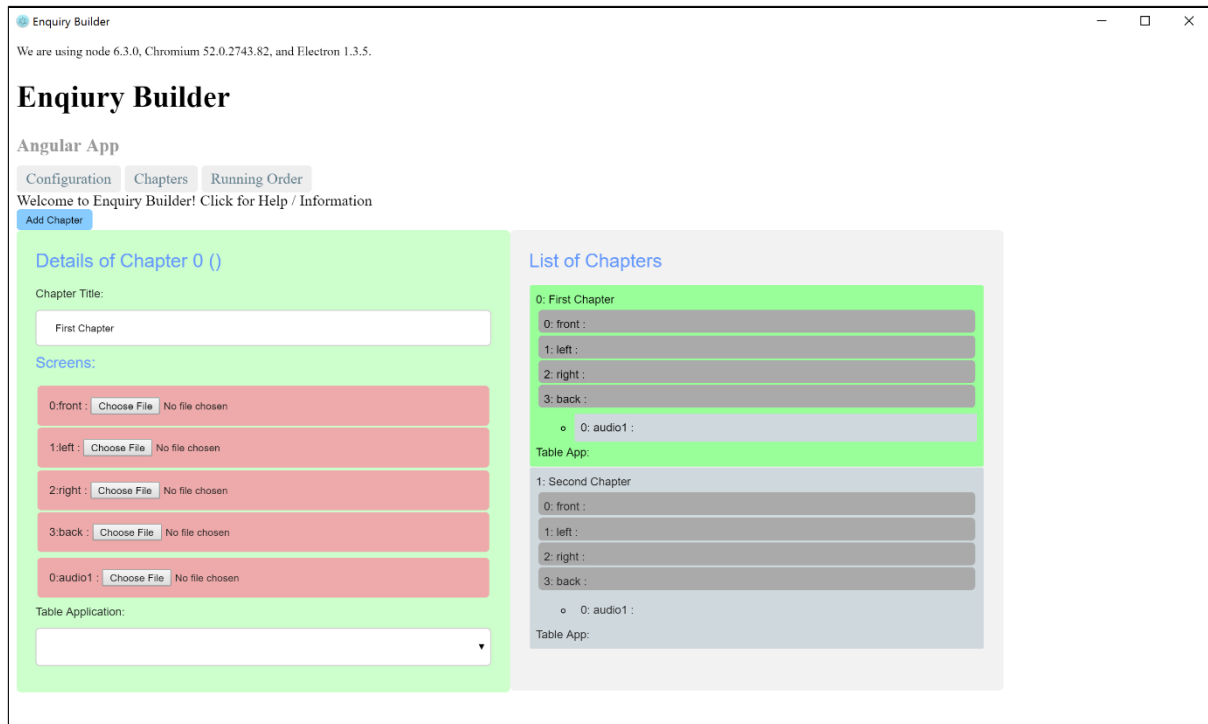 Enquiry Builder
We are using node 6.3.0, Chromium 52.0.2743.82, and Electron 1.3.5.
Enqiury Builder
Angular App
Configuration Chapters Running Order
Welcome to Enquiry Builder! Click for Help / Information
Add Chapter
Details of Chapter 0 ()
Chapter Title:
First Chapter
Screens:
0:front : Choose File No file chosen
1:left : Choose File No file chosen
2:right : Choose File No file chosen
3:back : Choose File No file chosen
0:audio1 : Choose File No file chosen
Table Application:
List of Chapters
0: First Chapter
0: front :
1: left :
2: right :
3: back :
0: audio1 :
Table App:
1: Second Chapter
0: front :
1: left :
2: right :
3: back :
0: audio1 :
Table App: